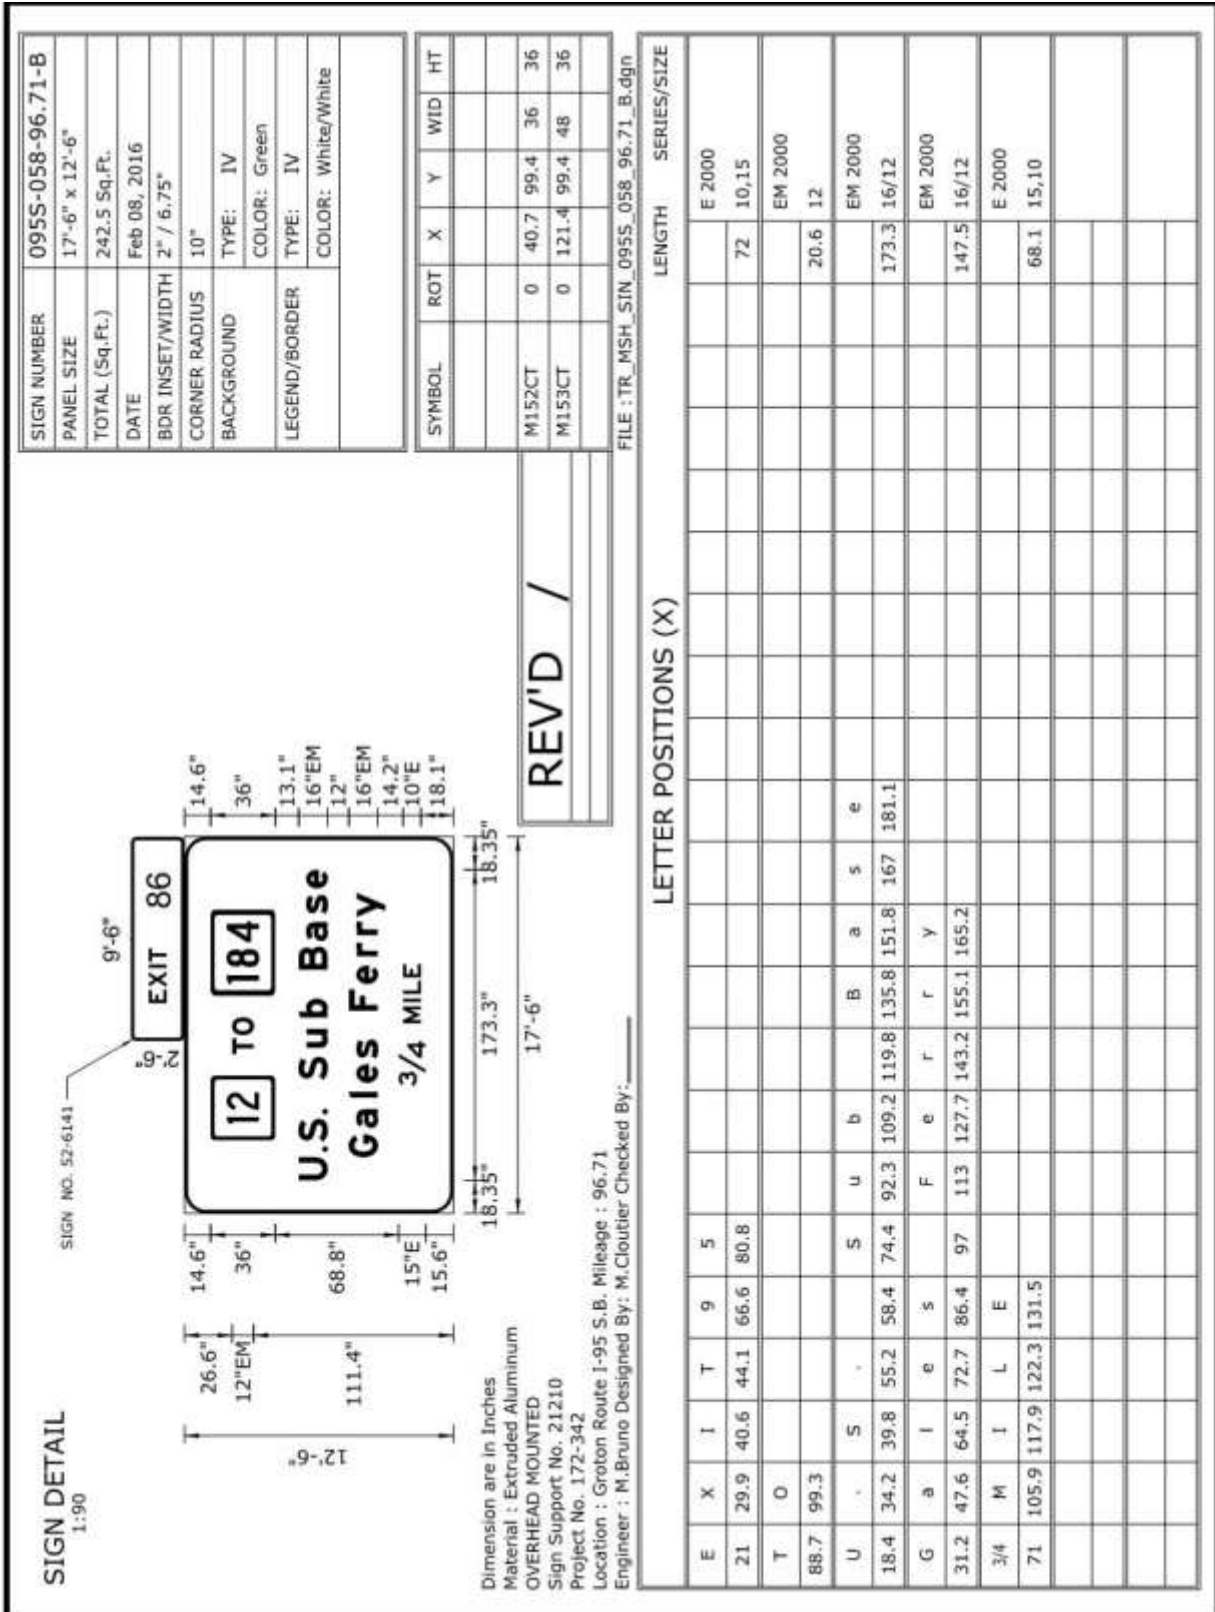 SIGN DETAIL
1:90
SIGN NO. 52-6141
9'-6"
2'-6"
EXIT 86
12 TO 184
U.S. Sub Base
Gales Ferry
3/4 MILE
12'-6"
26.6"
12"EM
111.4"
14.6"
36"
68.8"
15"E
15.6"
14.6"
36"
13.1"
16"EM
12"
16"EM
14.2"
10"E
18.1"
18.35" 173.3" 18.35"
17'-6"
SIGN NUMBER 095S-058-96.71-B
PANEL SIZE 17'-6" x 12'-6"
TOTAL (Sq.Ft.) 242.5 Sq.Ft.
DATE Feb 08, 2016
BDR INSET/WIDTH 2" / 6.75"
CORNER RADIUS 10"
BACKGROUND TYPE: IV
COLOR: Green
LEGEND/BORDER TYPE: IV
COLOR: White/White
SYMBOL ROT X Y WID HT
M152CT 0 40.7 99.4 36 36
M153CT 0 121.4 99.4 48 36
REV'D /
Dimension are in Inches
Material : Extruded Aluminum
OVERHEAD MOUNTED
Sign Support No. 21210
Project No. 172-342
Location : Groton Route I-95 S.B. Mileage : 96.71
Engineer : M.Bruno Designed By: M.Cloutier Checked By:
FILE : TR_MSH_SIN_095S_058_96.71_B.dgn
LETTER POSITIONS (X) LENGTH SERIES/SIZE
E X I T 9 5 E 2000
21 29.9 40.6 44.1 66.6 80.8 72 10,15
T O EM 2000
88.7 99.3 20.6 12
U . S . S u b B a s e EM 2000
18.4 34.2 39.8 55.2 58.4 74.4 92.3 109.2 119.8 135.8 151.8 167 181.1 173.3 16/12
G a l e s F e r r y EM 2000
31.2 47.6 64.5 72.7 86.4 97 113 127.7 143.2 155.1 165.2 147.5 16/12
3/4 M I L E E 2000
71 105.9 117.9 122.3 131.5 68.1 15,10